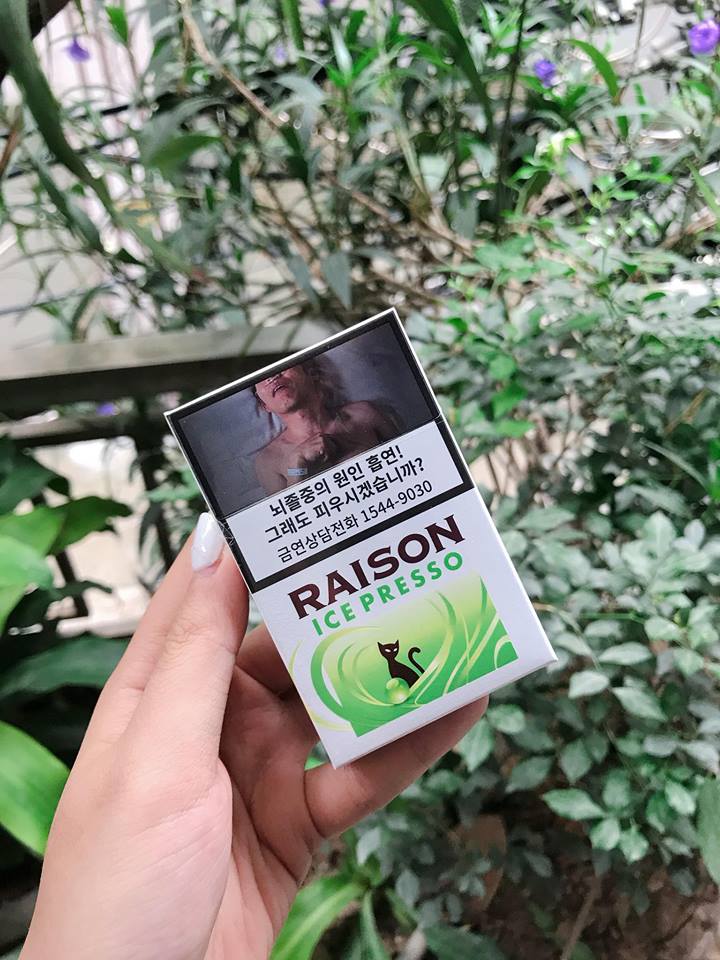 뇌졸중의 원인 흡연!
그래도 피우시겠습니까?
금연상담전화 1544-9030
RAISON
ICE PRESSO